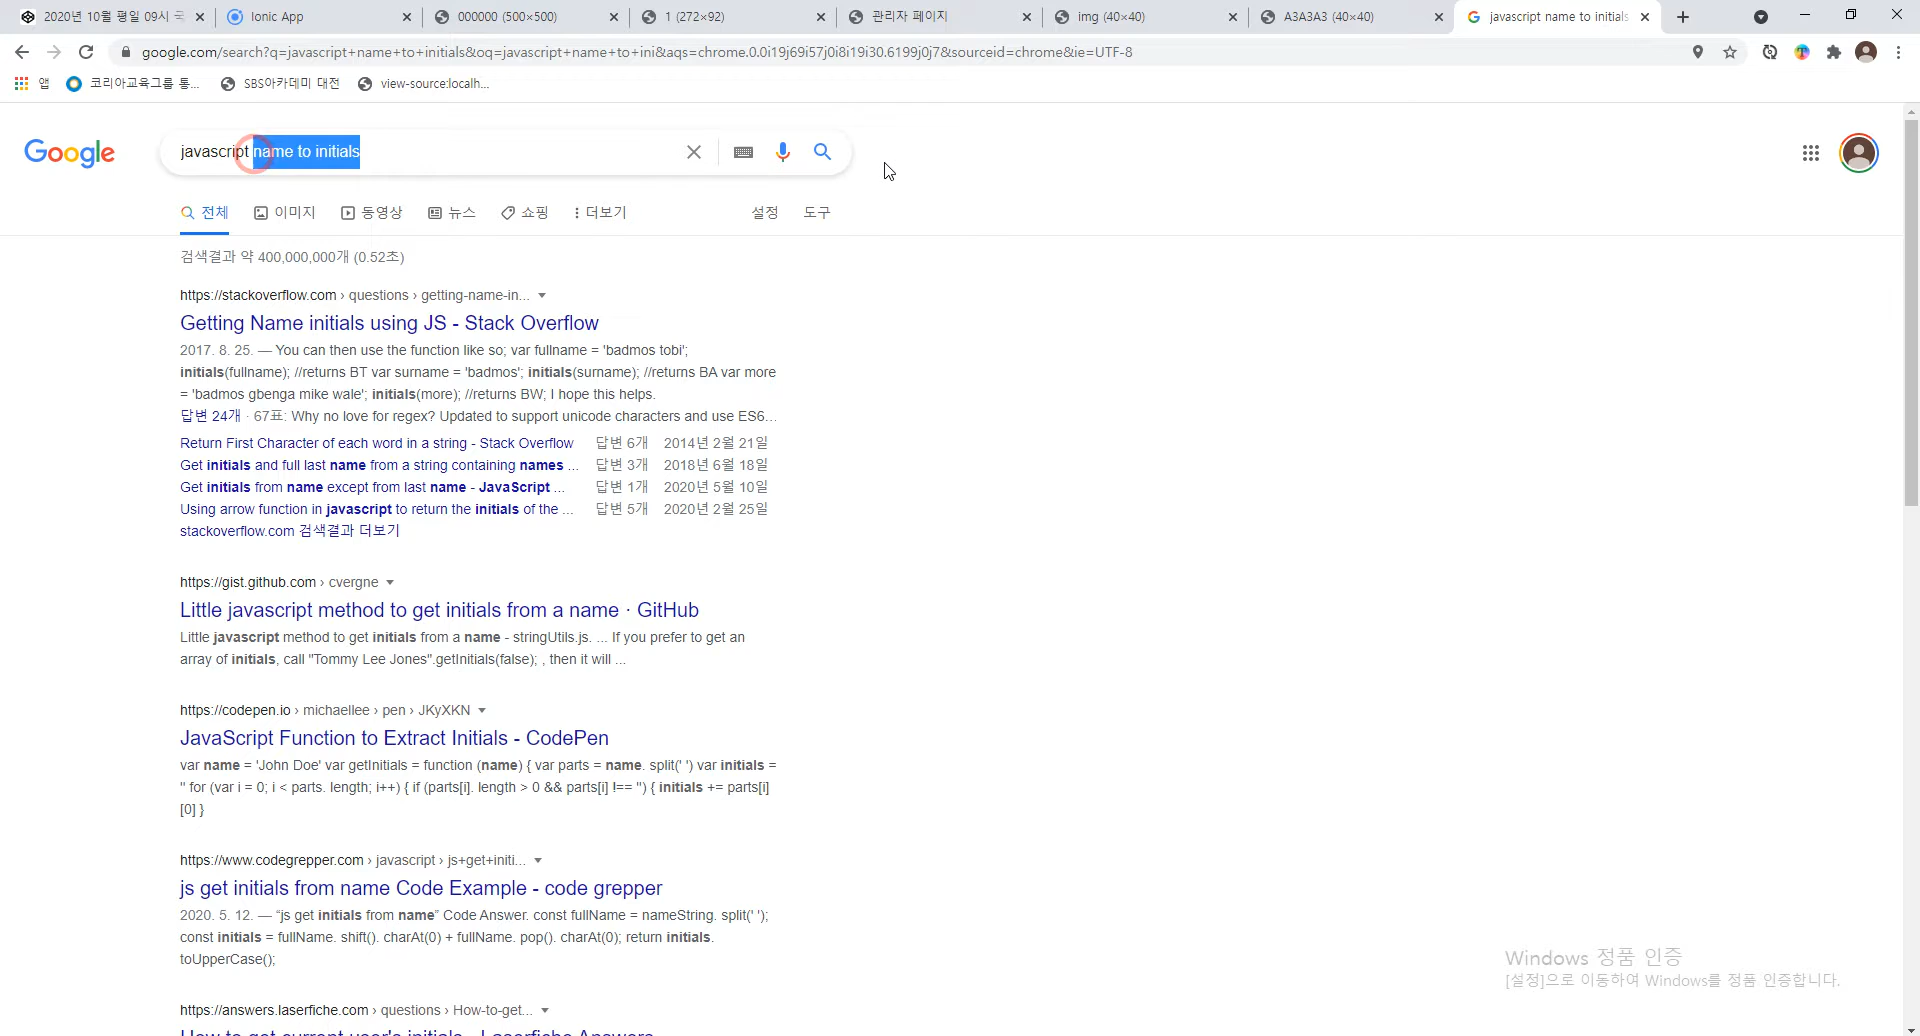 2020년 10월 평일 09시 국
Ionic App
000000 (500×500)
1 (272×92)
관리자 페이지
img (40×40)
A3A3A3 (40×40)
javascript name to initials
google.com/search?q=javascript+name+to+initials&oq=javascript+name+to+ini&aqs=chrome.0.0i19j69i57j0i8i19i30.6199j0j7&sourceid=chrome&ie=UTF-8
앱
코리아교육그룹 통...
SBS아카데미 대전
view-source:localh...
Google
javascript name to initials
전체
이미지
동영상
뉴스
쇼핑
더보기
설정
도구
검색결과 약 400,000,000개 (0.52초)
https://stackoverflow.com › questions › getting-name-in...
Getting Name initials using JS - Stack Overflow
2017. 8. 25. — You can then use the function like so; var fullname = 'badmos tobi';
initials(fullname); //returns BT var surname = 'badmos'; initials(surname); //returns BA var more
= 'badmos gbenga mike wale'; initials(more); //returns BW; I hope this helps.
답변 24개 · 67표: Why no love for regex? Updated to support unicode characters and use ES6...
Return First Character of each word in a string - Stack Overflow 답변 6개 2014년 2월 21일
Get initials and full last name from a string containing names ... 답변 3개 2018년 6월 18일
Get initials from name except from last name - JavaScript ... 답변 1개 2020년 5월 10일
Using arrow function in javascript to return the initials of the ... 답변 5개 2020년 2월 25일
stackoverflow.com 검색결과 더보기
https://gist.github.com › cvergne
Little javascript method to get initials from a name · GitHub
Little javascript method to get initials from a name - stringUtils.js. ... If you prefer to get an
array of initials, call "Tommy Lee Jones".getInitials(false); , then it will ...
https://codepen.io › michaellee › pen › JKyXKN
JavaScript Function to Extract Initials - CodePen
var name = 'John Doe' var getInitials = function (name) { var parts = name. split(' ') var initials =
'' for (var i = 0; i < parts. length; i++) { if (parts[i]. length > 0 && parts[i] !== '') { initials += parts[i]
[0] }
https://www.codegrepper.com › javascript › js+get+initi...
js get initials from name Code Example - code grepper
2020. 5. 12. — “js get initials from name” Code Answer. const fullName = nameString. split(' ');
const initials = fullName. shift(). charAt(0) + fullName. pop(). charAt(0); return initials.
toUpperCase();
https://answers.laserfiche.com › questions › How-to-get...
How to get current user's initials - Laserfiche Answers
Windows 정품 인증
[설정]으로 이동하여 Windows를 정품 인증합니다.